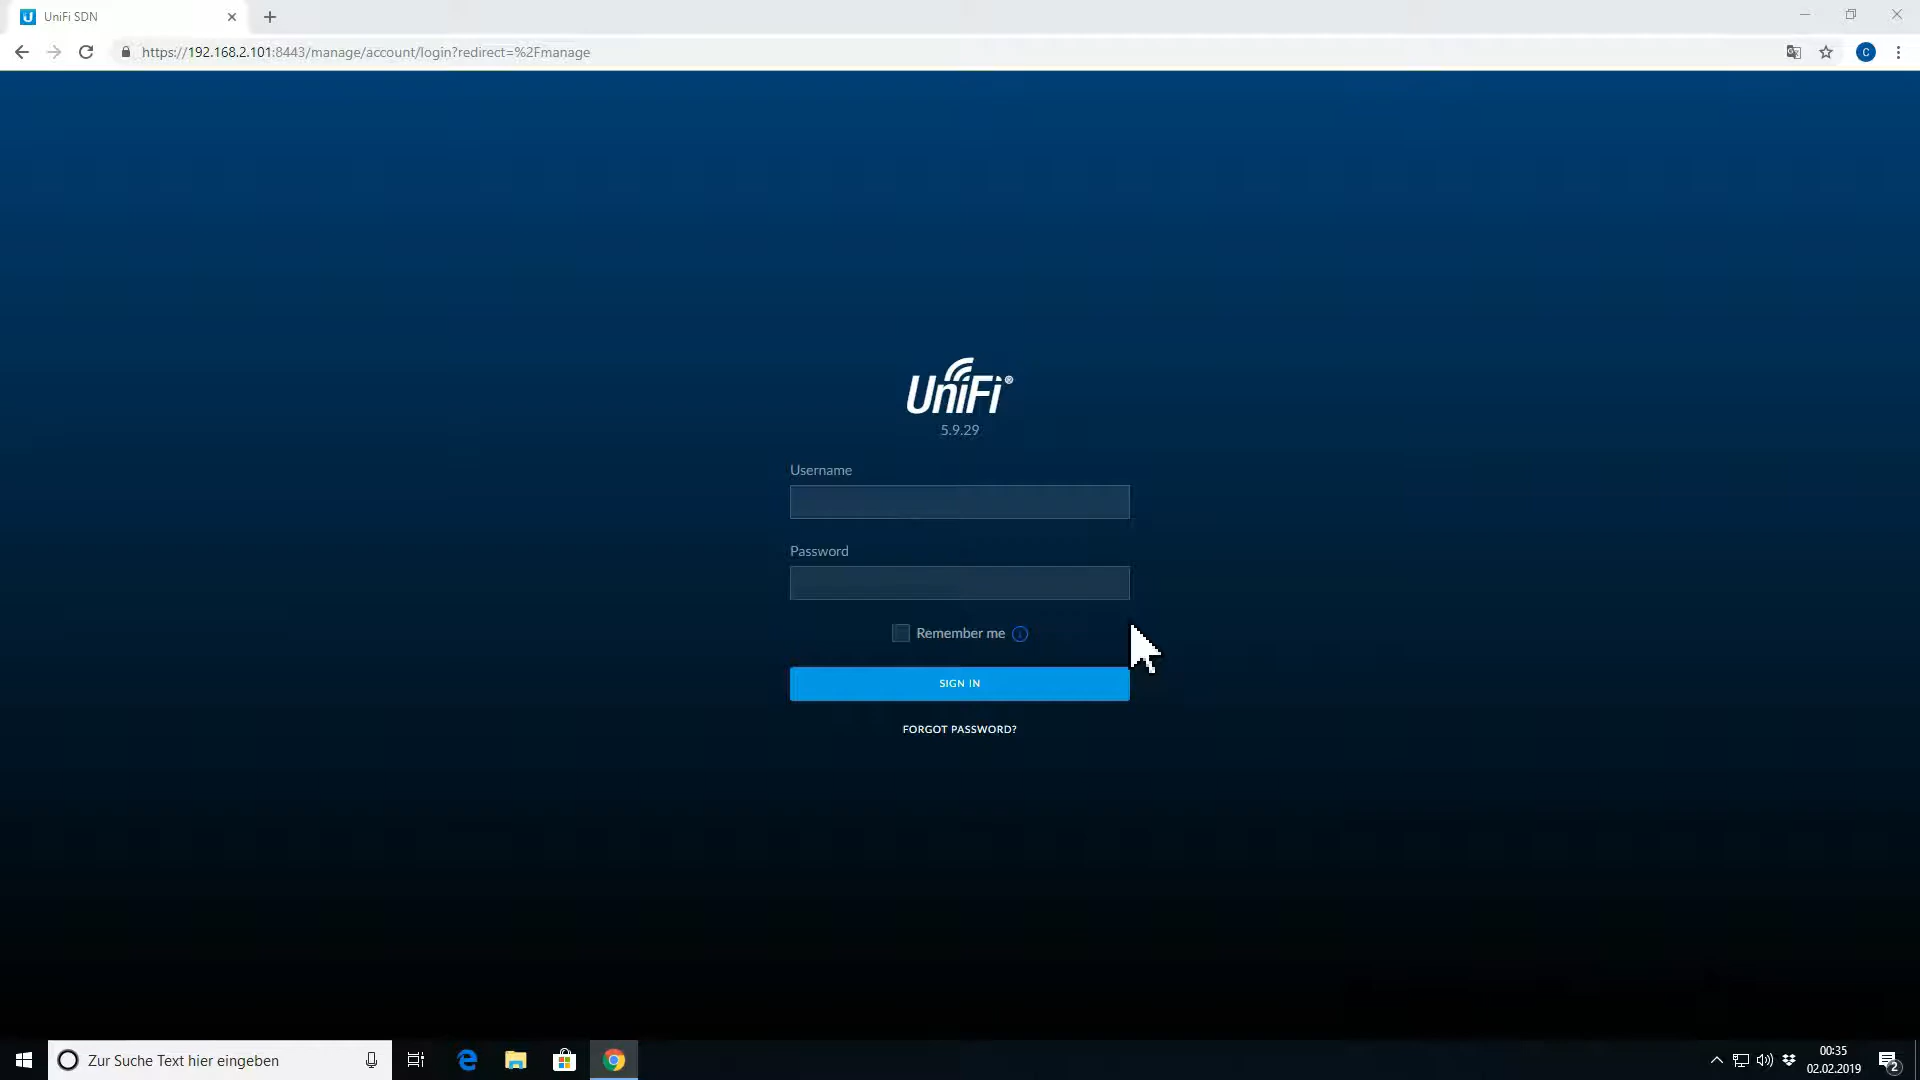 UniFi SDN
https://192.168.2.101:8443/manage/account/login?redirect=%2Fmanage
C
UniFi®
5.9.29
Username
Password
Remember me
SIGN IN
FORGOT PASSWORD?
Zur Suche Text hier eingeben
00:35
02.02.2019
2